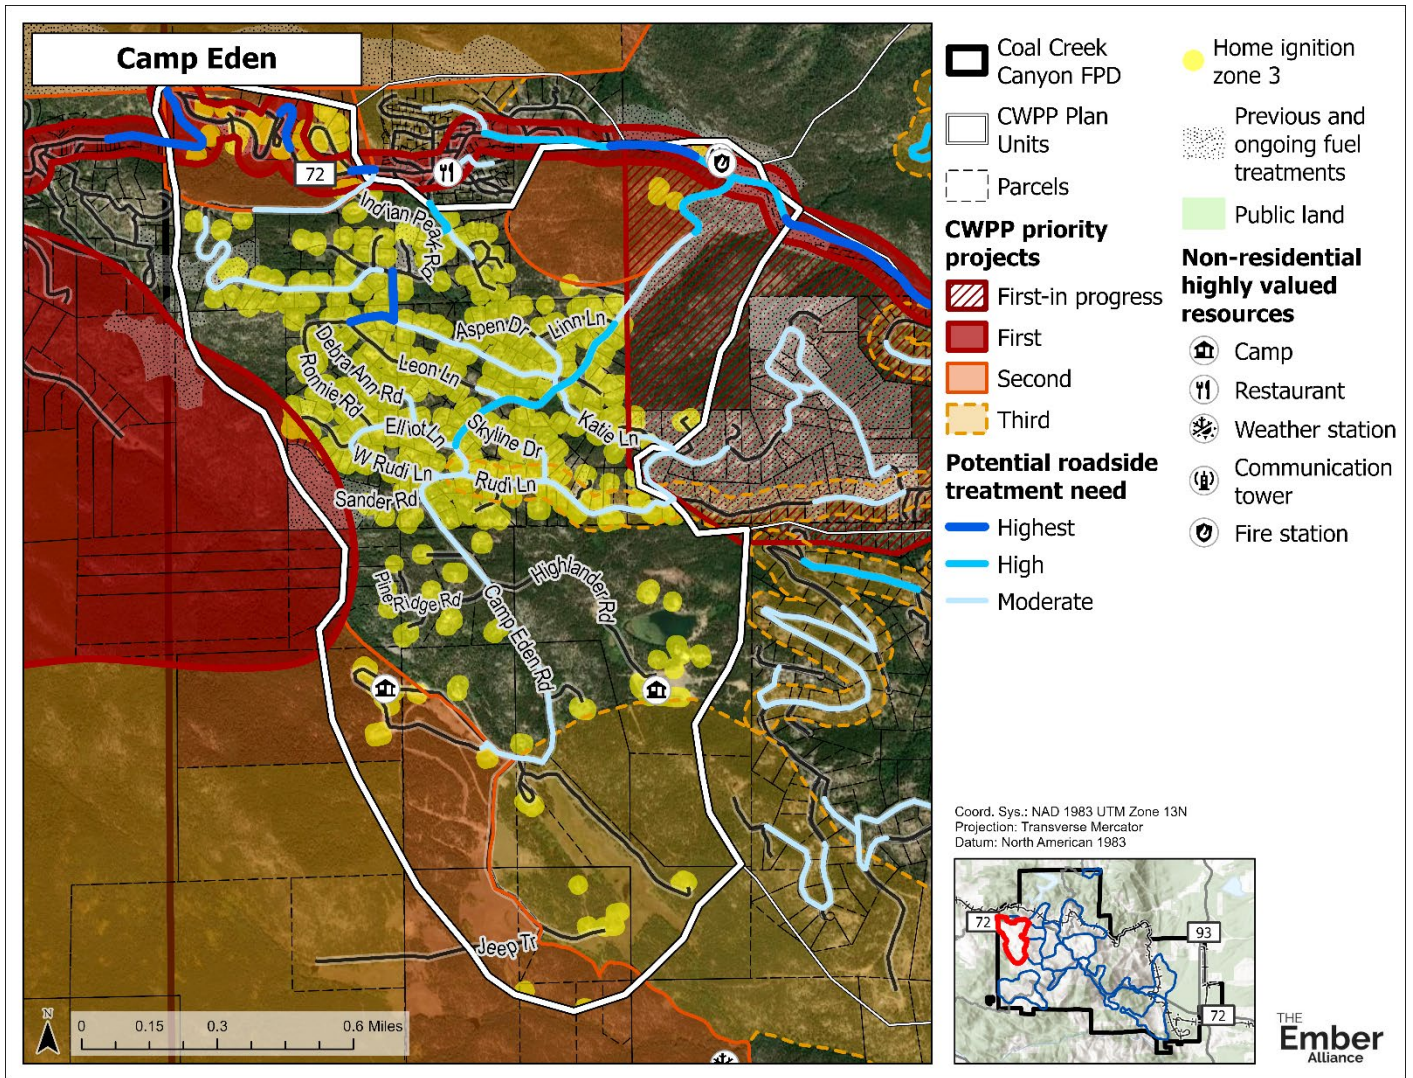 Camp Eden
72
Indian Peak Rd
Aspen Dr
Linn Ln
Debra Ann Rd
Leon Ln
Ronnie Rd
Elliot Ln
Skyline Dr
Katie Ln
W Rudi Ln
Rudi Ln
Sander Rd
Highlander Rd
Pine Ridge Rd
Camp Eden Rd
Jeep Tr
N
0 0.15 0.3 0.6 Miles
Coal Creek
Canyon FPD
CWPP Plan
Units
Parcels
CWPP priority
projects
First-in progress
First
Second
Third
Potential roadside
treatment need
Highest
High
Moderate
Home ignition
zone 3
Previous and
ongoing fuel
treatments
Public land
Non-residential
highly valued
resources
Camp
Restaurant
Weather station
Communication
tower
Fire station
Coord. Sys.: NAD 1983 UTM Zone 13N
Projection: Transverse Mercator
Datum: North American 1983
72
93
72
THE
Ember
Alliance